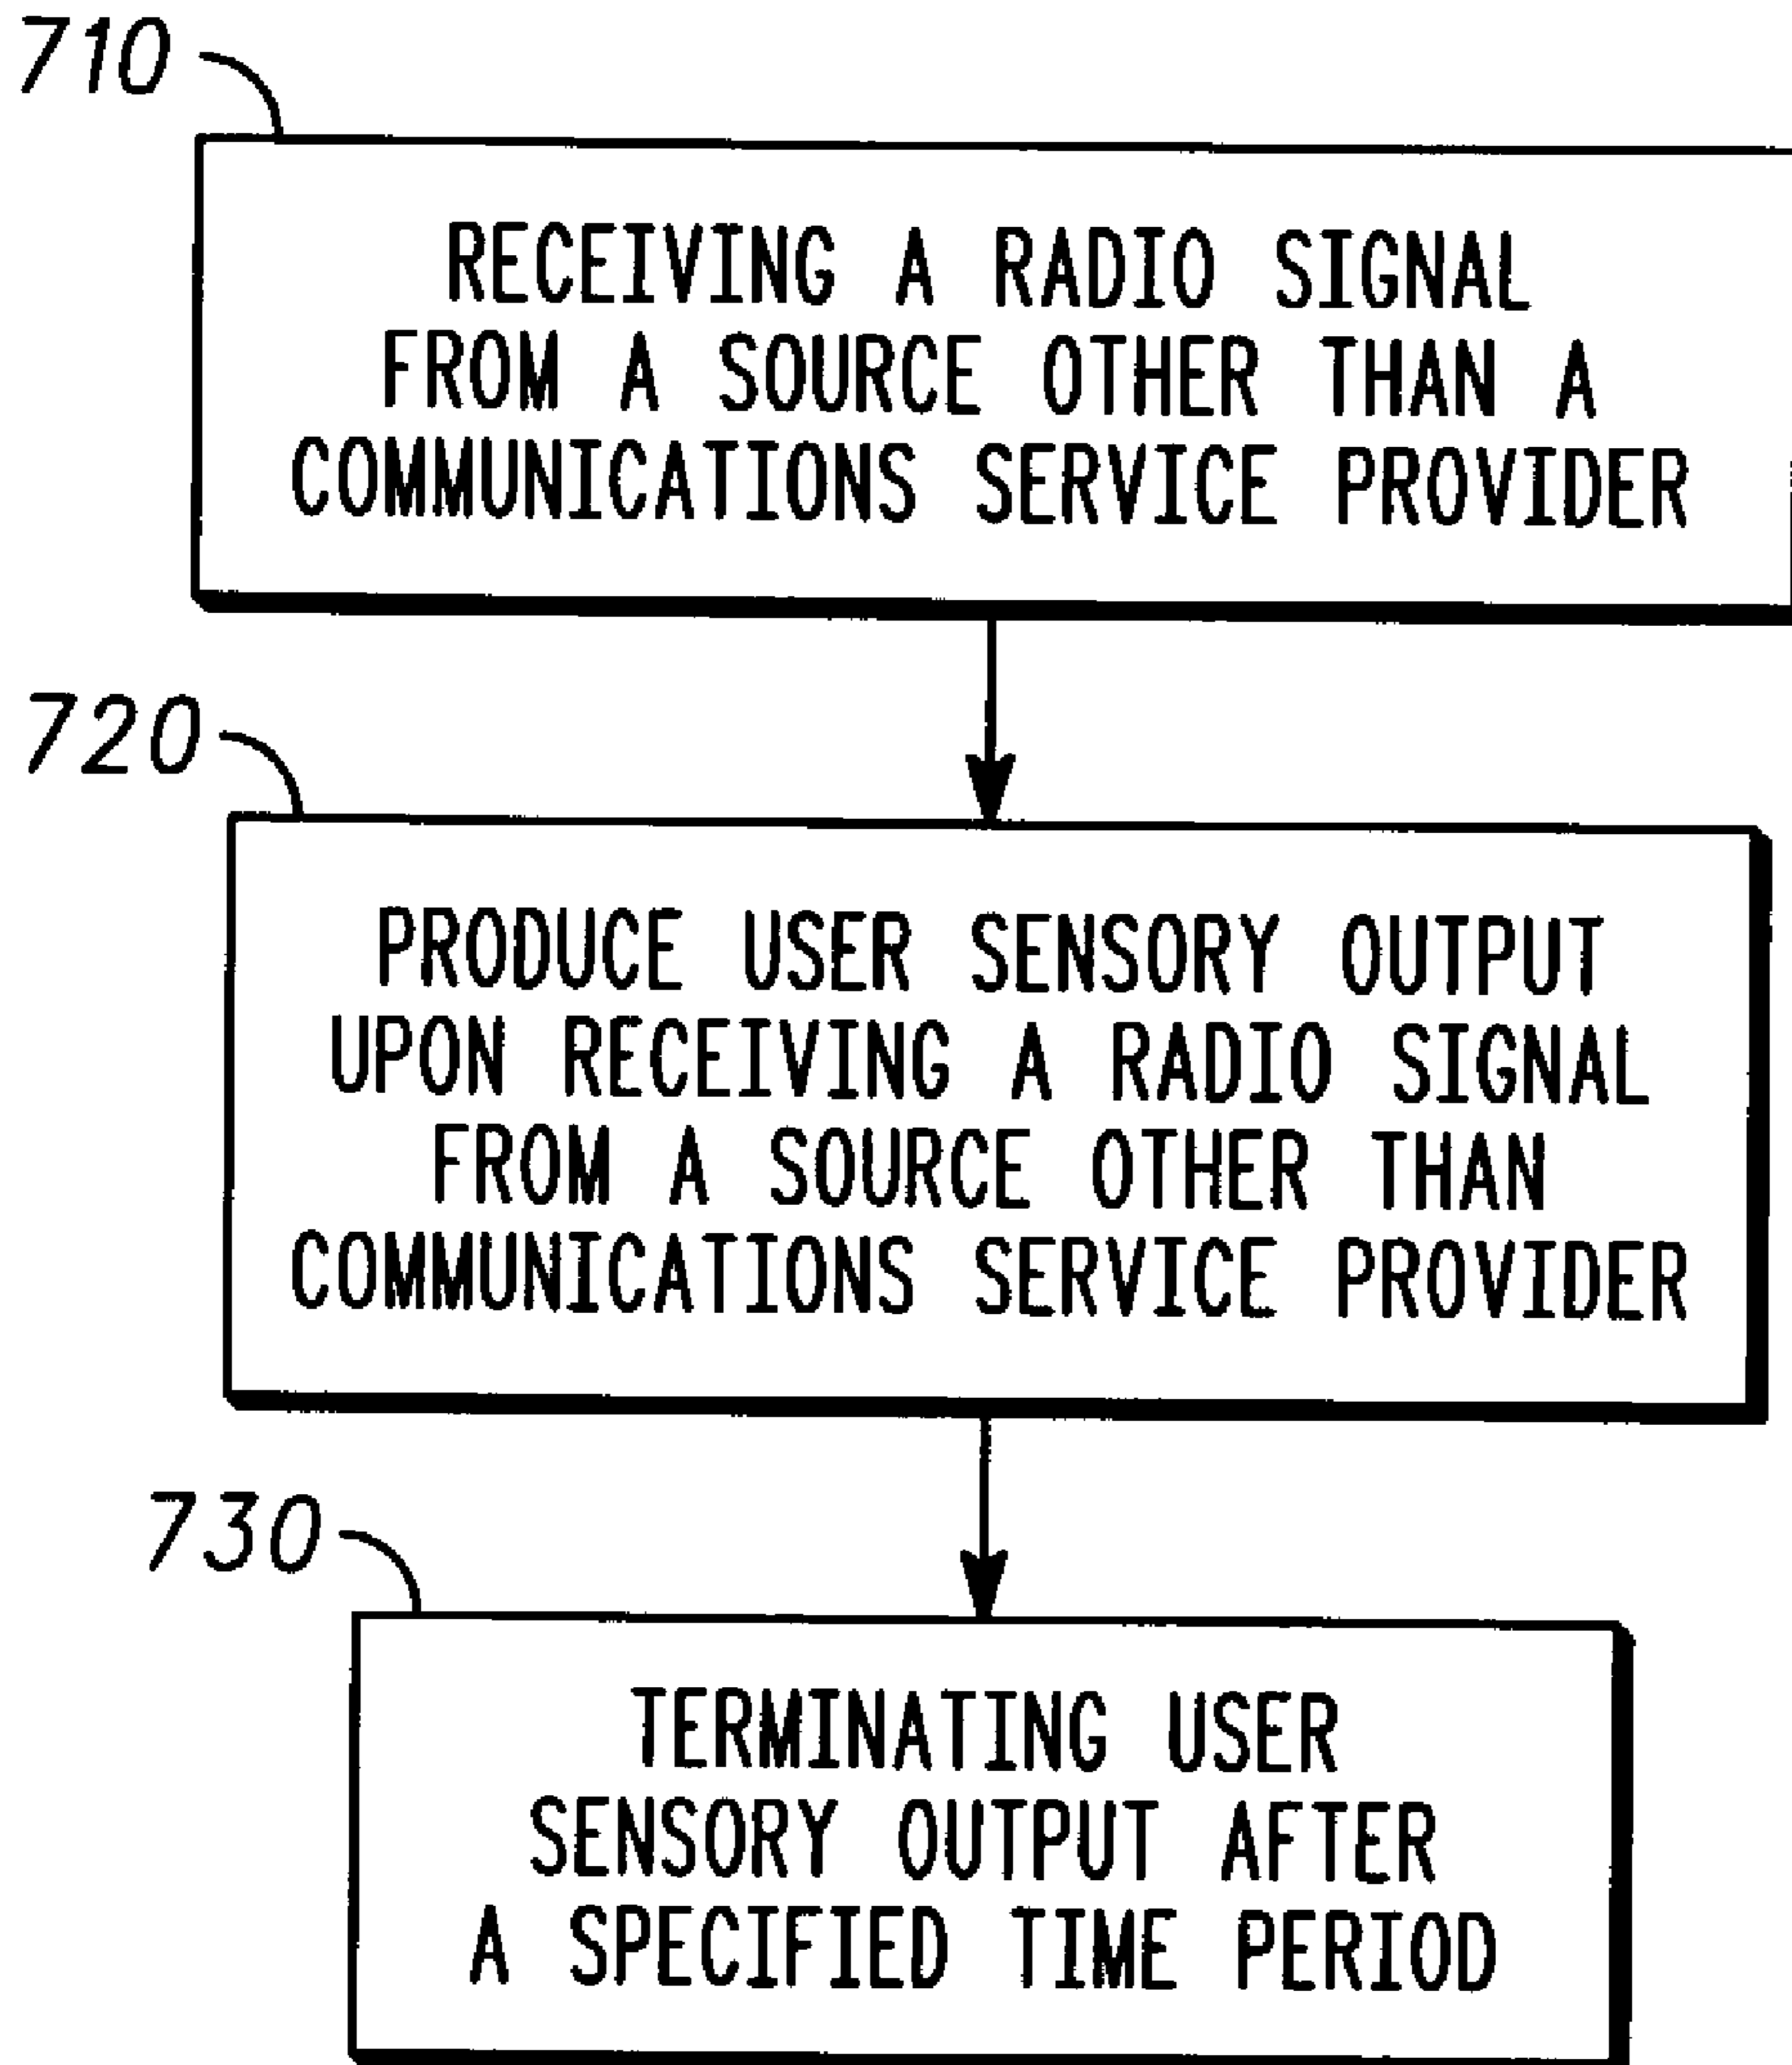 710
RECEIVING A RADIO SIGNAL
FROM A SOURCE OTHER THAN A
COMMUNICATIONS SERVICE PROVIDER
720
PRODUCE USER SENSORY OUTPUT
UPON RECEIVING A RADIO SIGNAL
FROM A SOURCE OTHER THAN
COMMUNICATIONS SERVICE PROVIDER
730
TERMINATING USER
SENSORY OUTPUT AFTER
A SPECIFIED TIME PERIOD